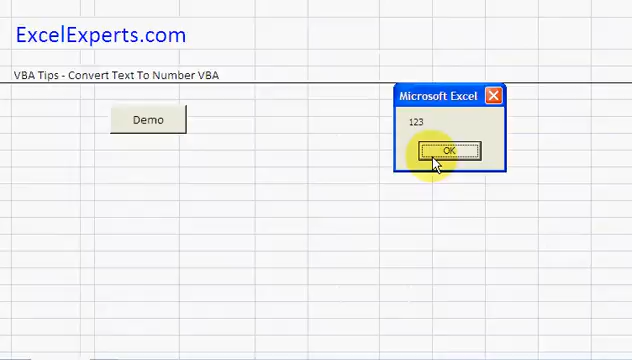 ExcelExperts.com
VBA Tips - Convert Text To Number VBA
Demo
Microsoft Excel
123
OK